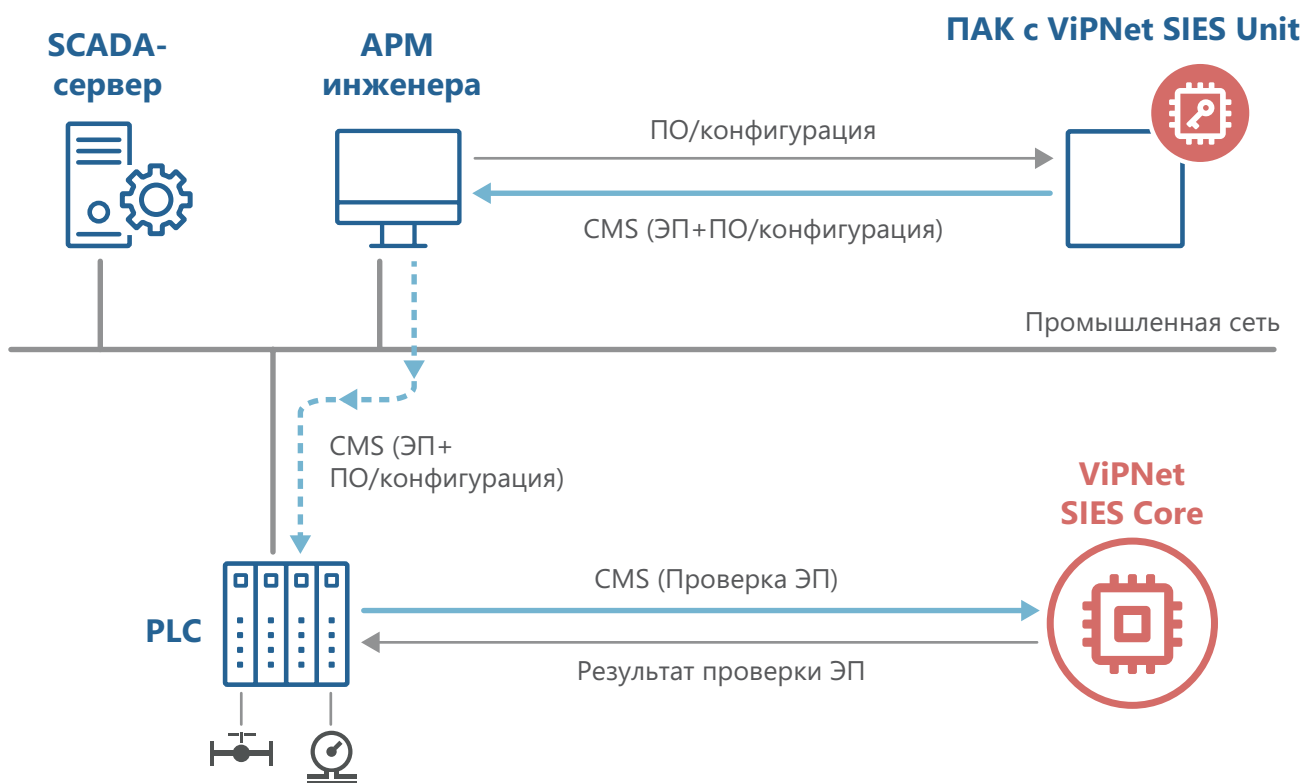 SCADA-
сервер
АРМ
инженера
ПАК с ViPNet SIES Unit
ПО/конфигурация
CMS (ЭП+ПО/конфигурация)
Промышленная сеть
CMS (ЭП+
ПО/конфигурация)
ViPNet
SIES Core
CMS (Проверка ЭП)
PLC
Результат проверки ЭП